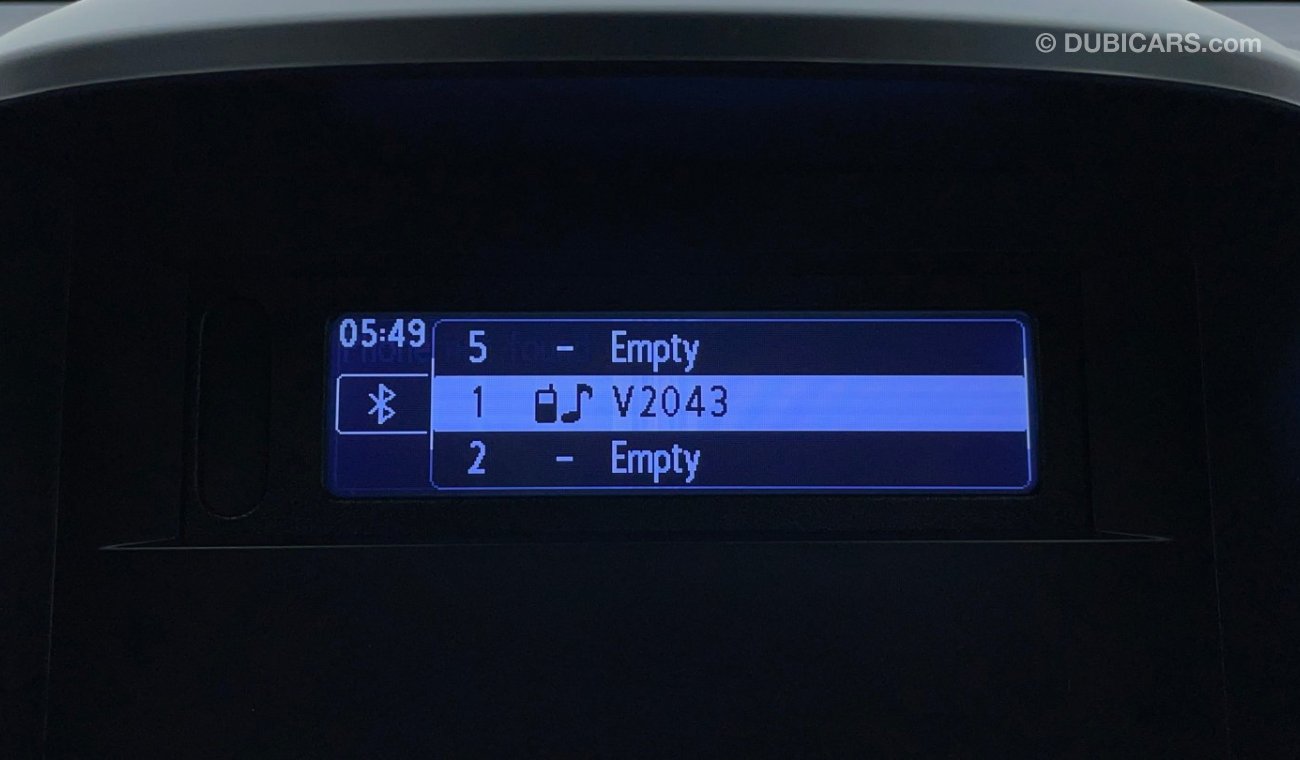 © DUBICARS.com
05:49
5 - Empty
1 V2043
2 - Empty